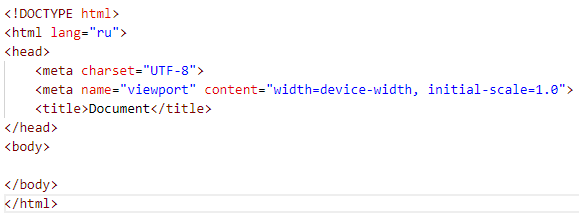 <!DOCTYPE html>
<html lang="ru">
<head>
    <meta charset="UTF-8">
    <meta name="viewport" content="width=device-width, initial-scale=1.0">
    <title>Document</title>
</head>
<body>

</body>
</html>